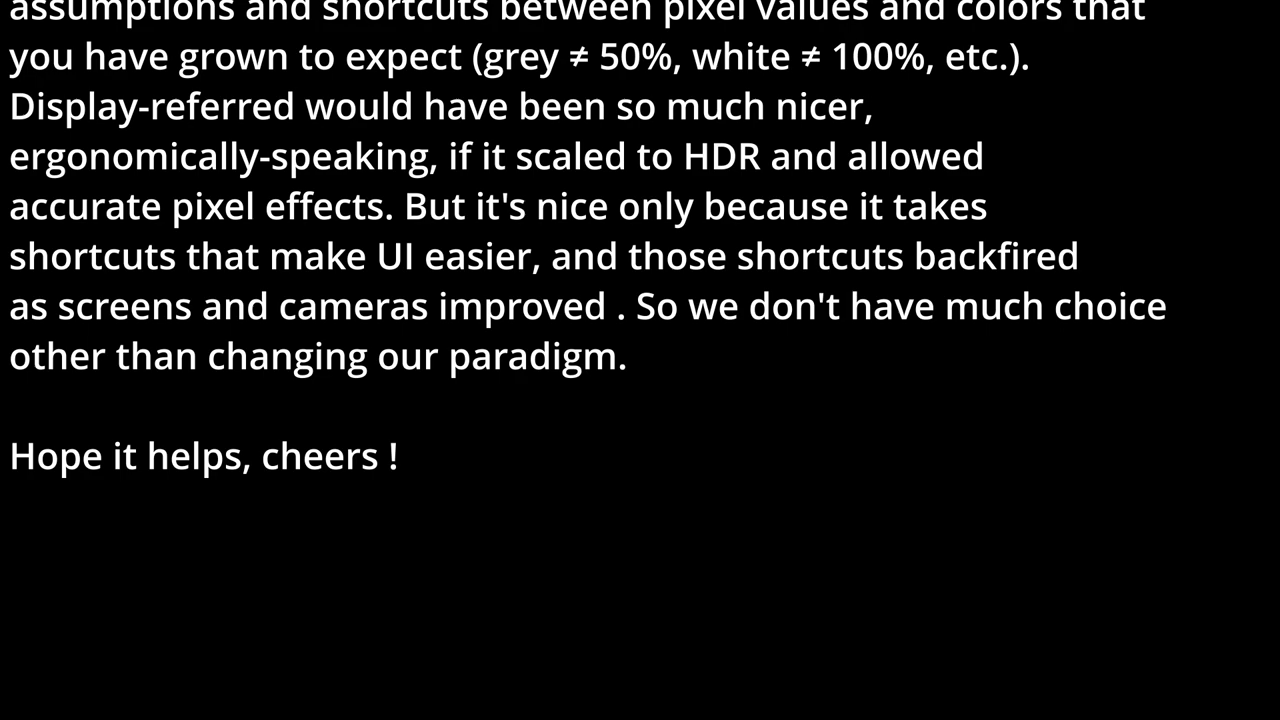 assumptions and shortcuts between pixel values and colors that
you have grown to expect (grey ≠ 50%, white ≠ 100%, etc.).
Display-referred would have been so much nicer,
ergonomically-speaking, if it scaled to HDR and allowed
accurate pixel effects. But it's nice only because it takes
shortcuts that make UI easier, and those shortcuts backfired
as screens and cameras improved . So we don't have much choice
other than changing our paradigm.
Hope it helps, cheers !